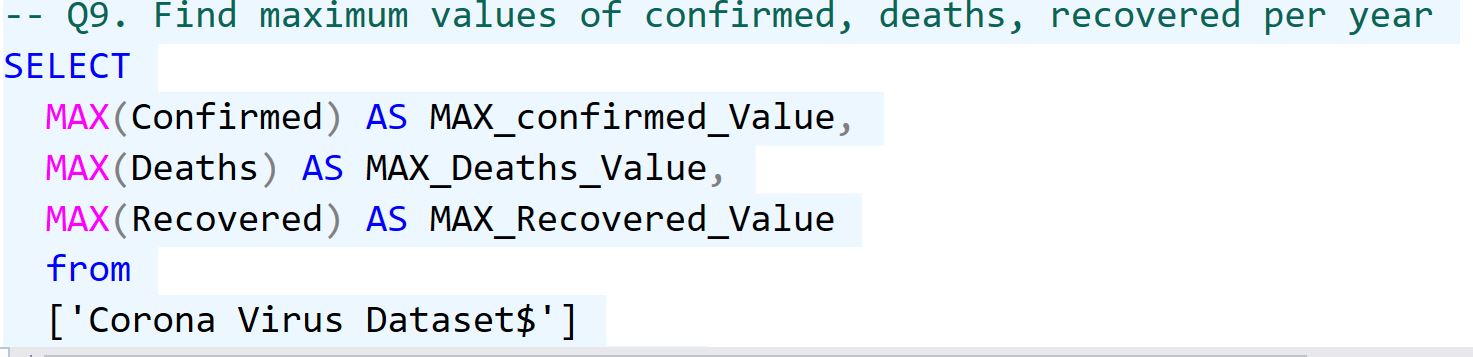 -- Q9. Find maximum values of confirmed, deaths, recovered per year
SELECT
MAX(Confirmed) AS MAX_confirmed_Value,
MAX(Deaths) AS MAX_Deaths_Value,
MAX(Recovered) AS MAX_Recovered_Value
from
['Corona Virus Dataset$']